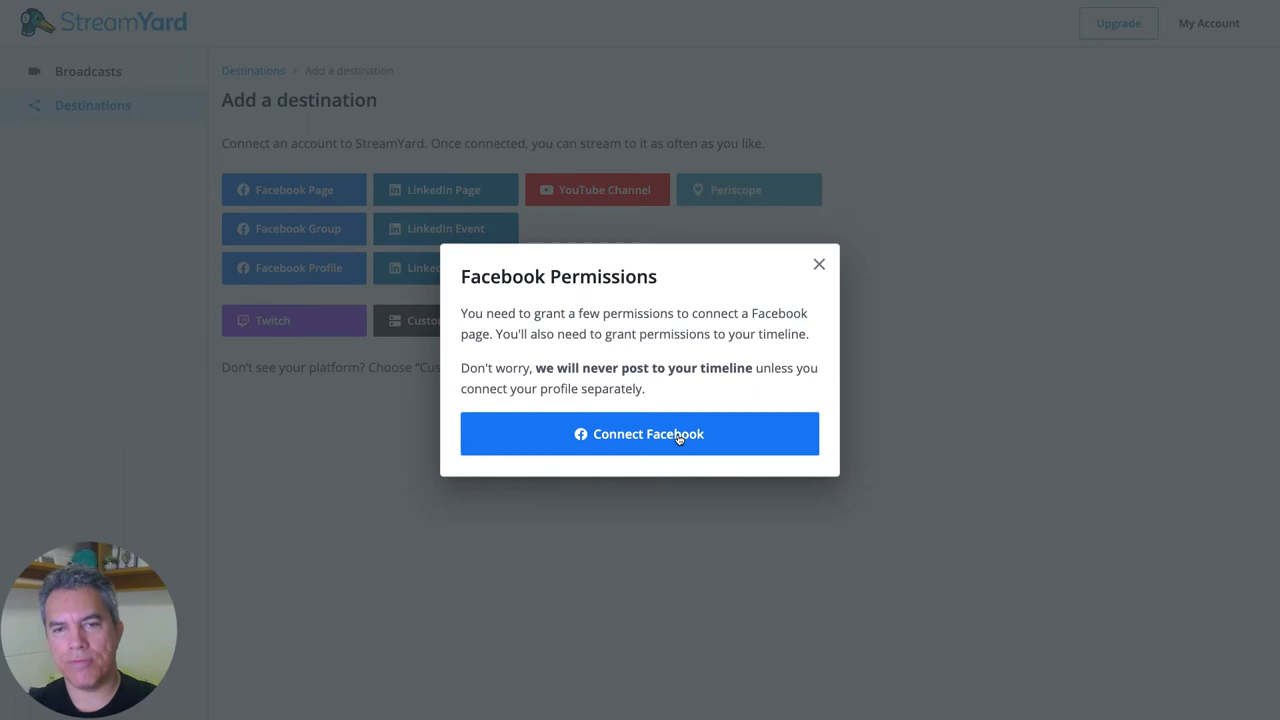 StreamYard
Upgrade
My Account
Broadcasts
Destinations
Destinations
Add a destination
Add a destination
Connect an account to StreamYard. Once connected, you can stream to it as often as you like.
Facebook Page
LinkedIn Page
YouTube Channel
Periscope
Facebook Group
LinkedIn Event
Facebook Profile
Twitch
Don't see your platform? Choose
Facebook Permissions
You need to grant a few permissions to connect a Facebook
page. You'll also need to grant permissions to your timeline.
Don't worry, we will never post to your timeline unless you
connect your profile separately.
Connect Facebook